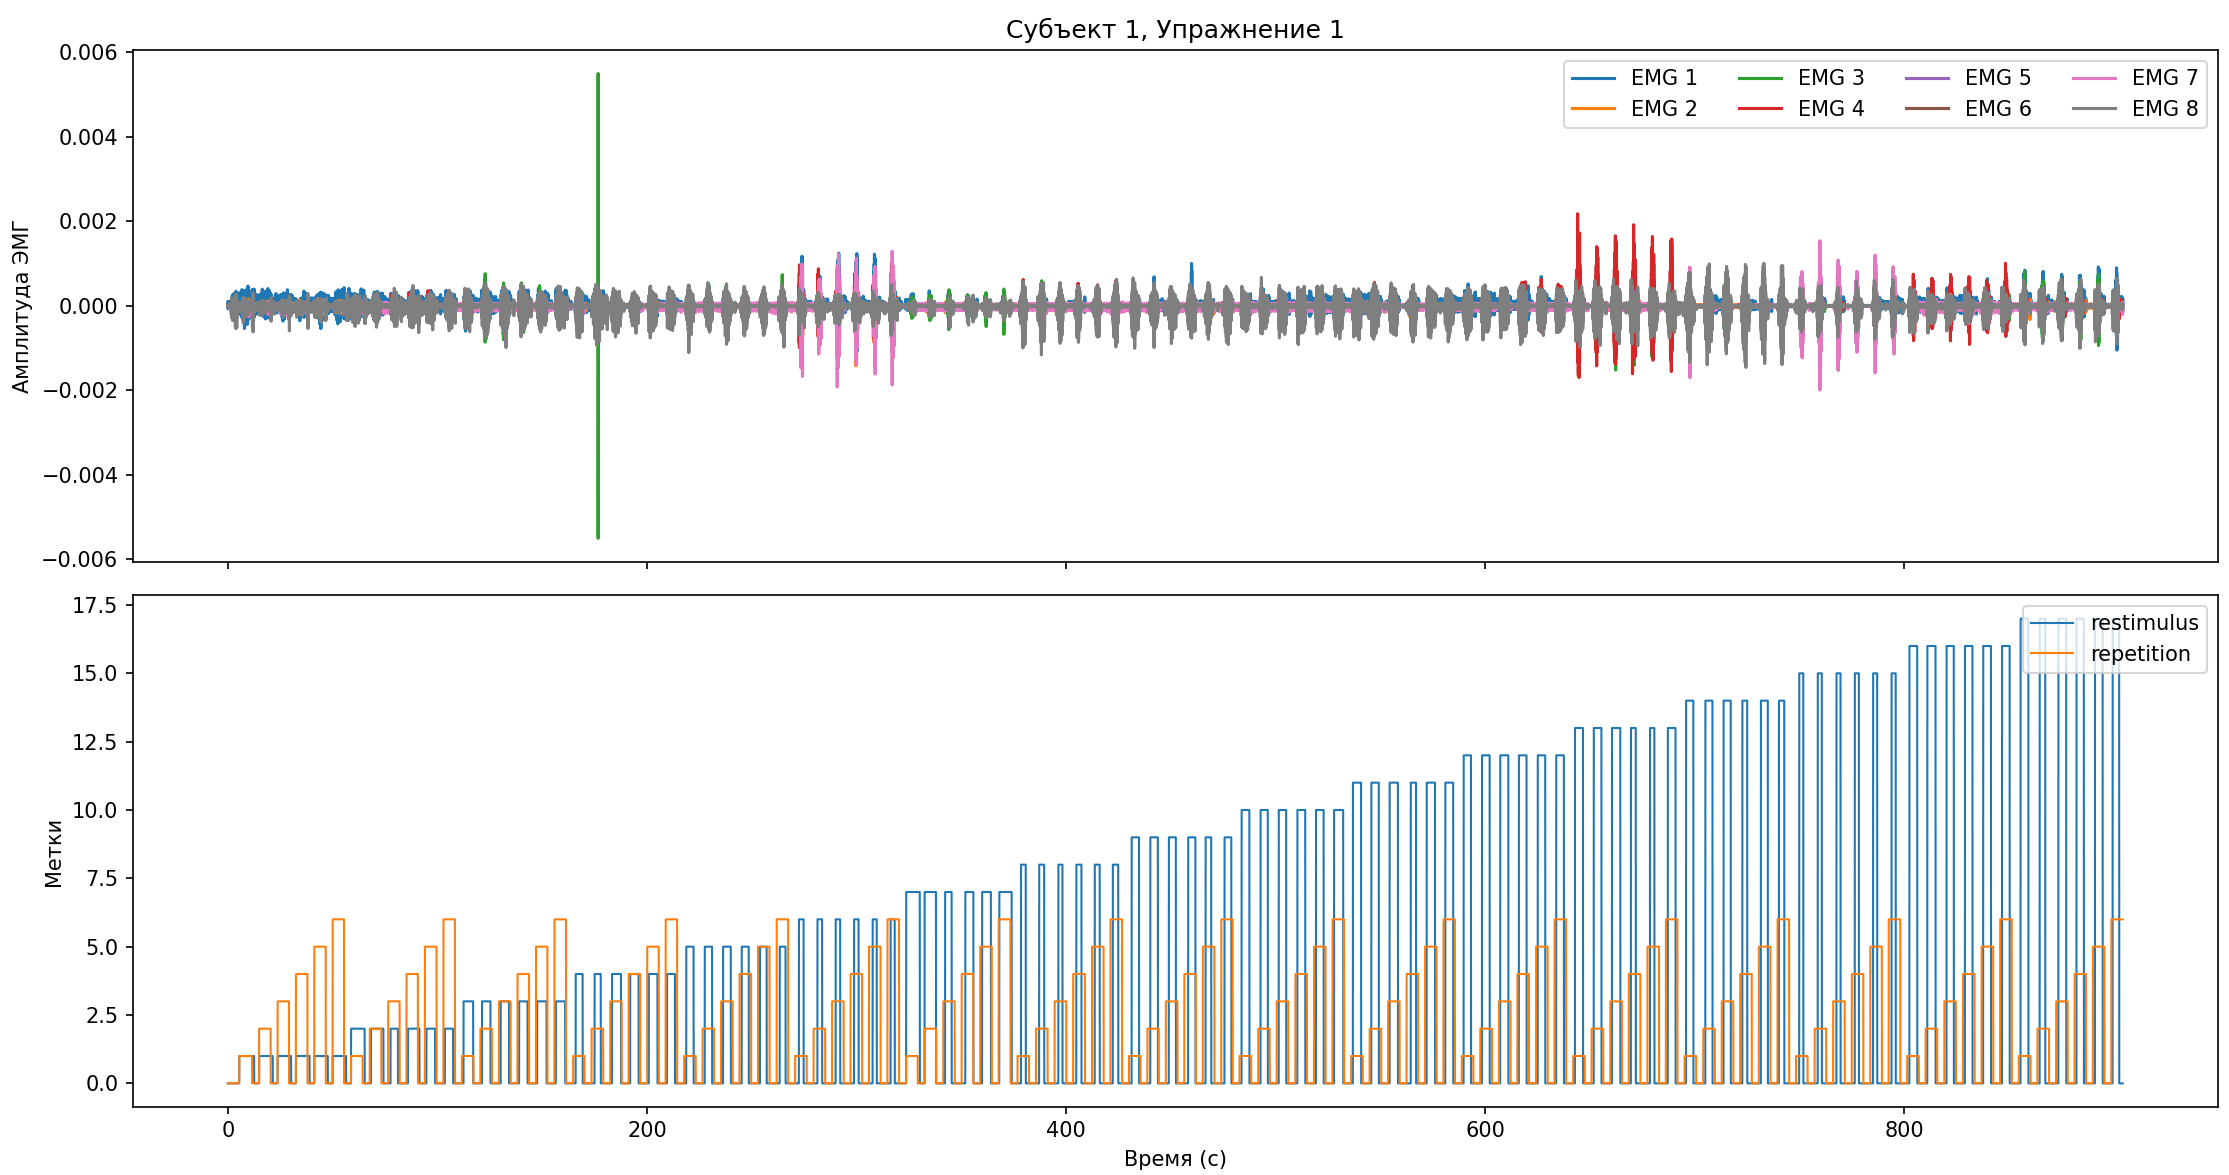 Субъект 1, Упражнение 1
0.006
0.004
0.002
0.000
−0.002
−0.004
−0.006
Амплитуда ЭМГ
EMG 1 EMG 3 EMG 5 EMG 7
EMG 2 EMG 4 EMG 6 EMG 8
17.5
15.0
12.5
10.0
7.5
5.0
2.5
0.0
Метки
restimulus
repetition
0 200 400 600 800
Время (с)